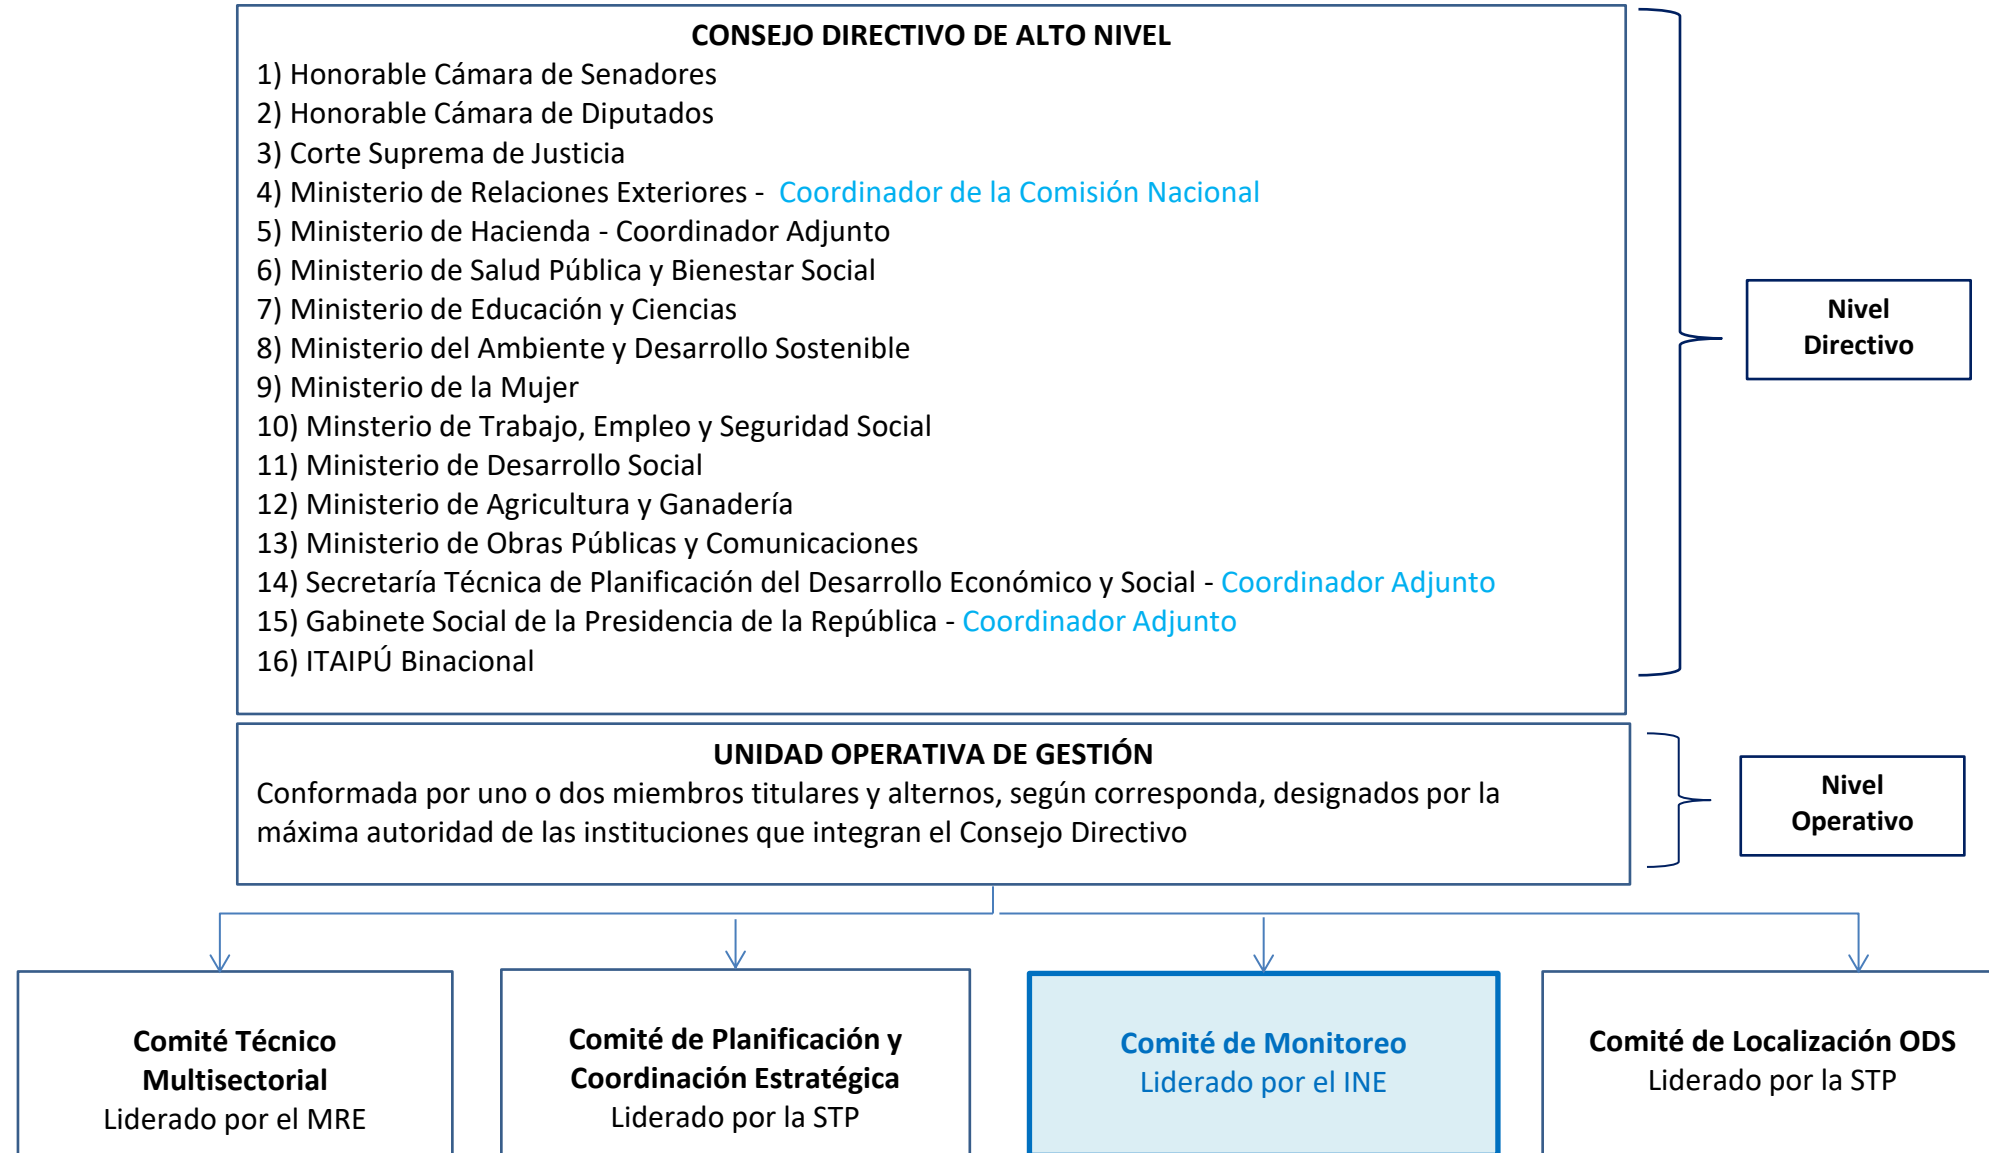 CONSEJO DIRECTIVO DE ALTO NIVEL
1) Honorable Cámara de Senadores
2) Honorable Cámara de Diputados
3) Corte Suprema de Justicia
4) Ministerio de Relaciones Exteriores - Coordinador de la Comisión Nacional
5) Ministerio de Hacienda - Coordinador Adjunto
6) Ministerio de Salud Pública y Bienestar Social
7) Ministerio de Educación y Ciencias
8) Ministerio del Ambiente y Desarrollo Sostenible
9) Ministerio de la Mujer
10) Minsterio de Trabajo, Empleo y Seguridad Social
11) Ministerio de Desarrollo Social
12) Ministerio de Agricultura y Ganadería
13) Ministerio de Obras Públicas y Comunicaciones
14) Secretaría Técnica de Planificación del Desarrollo Económico y Social - Coordinador Adjunto
15) Gabinete Social de la Presidencia de la República - Coordinador Adjunto
16) ITAIPÚ Binacional
Nivel
Directivo
UNIDAD OPERATIVA DE GESTIÓN
Conformada por uno o dos miembros titulares y alternos, según corresponda, designados por la
máxima autoridad de las instituciones que integran el Consejo Directivo
Nivel
Operativo
Comité Técnico
Multisectorial
Liderado por el MRE
Comité de Planificación y
Coordinación Estratégica
Liderado por la STP
Comité de Monitoreo
Liderado por el INE
Comité de Localización ODS
Liderado por la STP